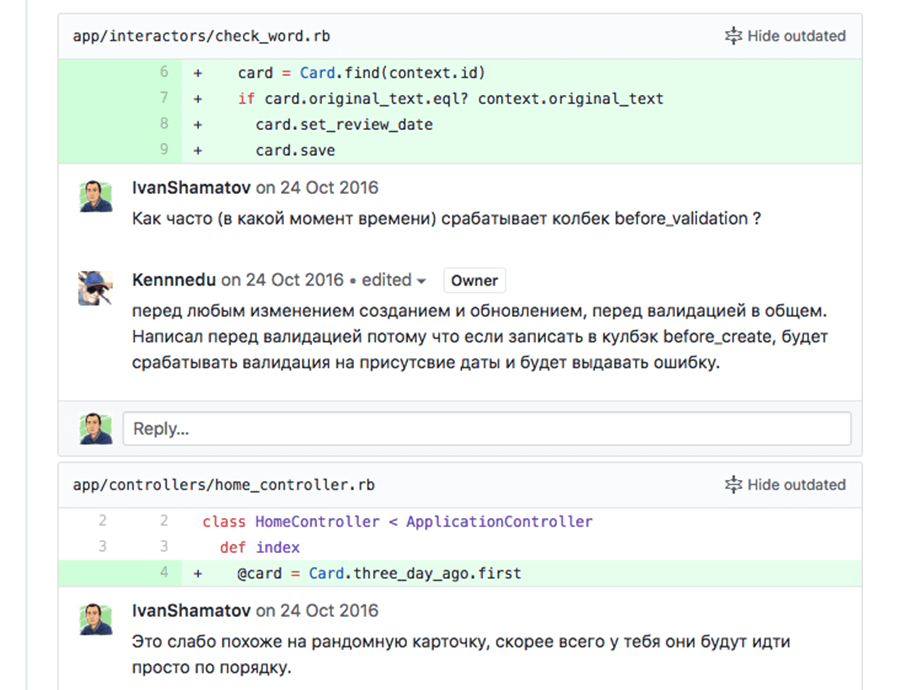 app/interactors/check_word.rb Hide outdated
6 + card = Card.find(context.id)
7 + if card.original_text.eql? context.original_text
8 + card.set_review_date
9 + card.save
IvanShamatov on 24 Oct 2016
Как часто (в какой момент времени) срабатывает колбек before_validation ?
Kennnedu on 24 Oct 2016 • edited Owner
перед любым изменением созданием и обновлением, перед валидацией в общем.
Написал перед валидацией потому что если записать в кулбэк before_create, будет
срабатывать валидация на присутсвие даты и будет выдавать ошибку.
Reply...
app/controllers/home_controller.rb Hide outdated
2 2 class HomeController < ApplicationController
3 3 def index
4 + @card = Card.three_day_ago.first
IvanShamatov on 24 Oct 2016
Это слабо похоже на рандомную карточку, скорее всего у тебя они будут идти
просто по порядку.